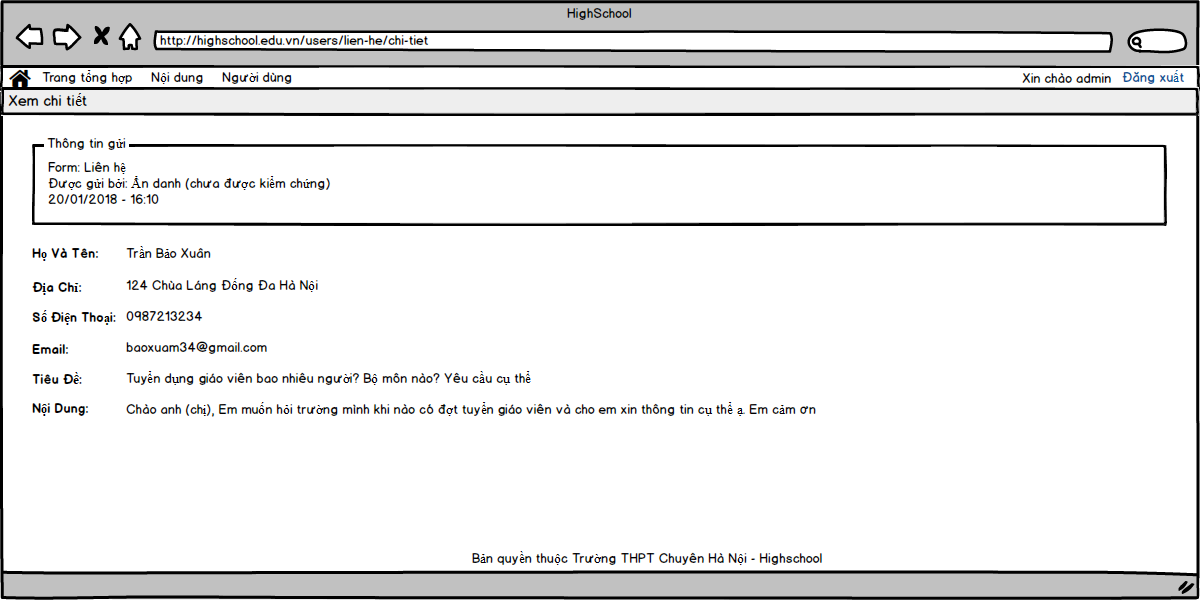 HighSchool
http://highschool.edu.vn/users/lien-he/chi-tiet
Trang tổng hợp Nội dung Người dùng Xin chào admin Đăng xuất
Xem chi tiết
Thông tin gửi
Form: Liên hệ
Được gửi bởi: Ẩn danh (chưa được kiểm chứng)
20/01/2018 - 16:10
Họ Và Tên: Trần Bảo Xuân
Địa Chỉ: 124 Chùa Láng Đống Đa Hà Nội
Số Điện Thoại: 0987213234
Email: baoxuam34@gmail.com
Tiêu Đề: Tuyển dụng giáo viên bao nhiêu người? Bộ môn nào? Yêu cầu cụ thể
Nội Dung: Chào anh (chị), Em muốn hỏi trường mình khi nào có đợt tuyển giáo viên và cho em xin thông tin cụ thể ạ. Em cảm ơn
Bản quyền thuộc Trường THPT Chuyên Hà Nội - Highschool